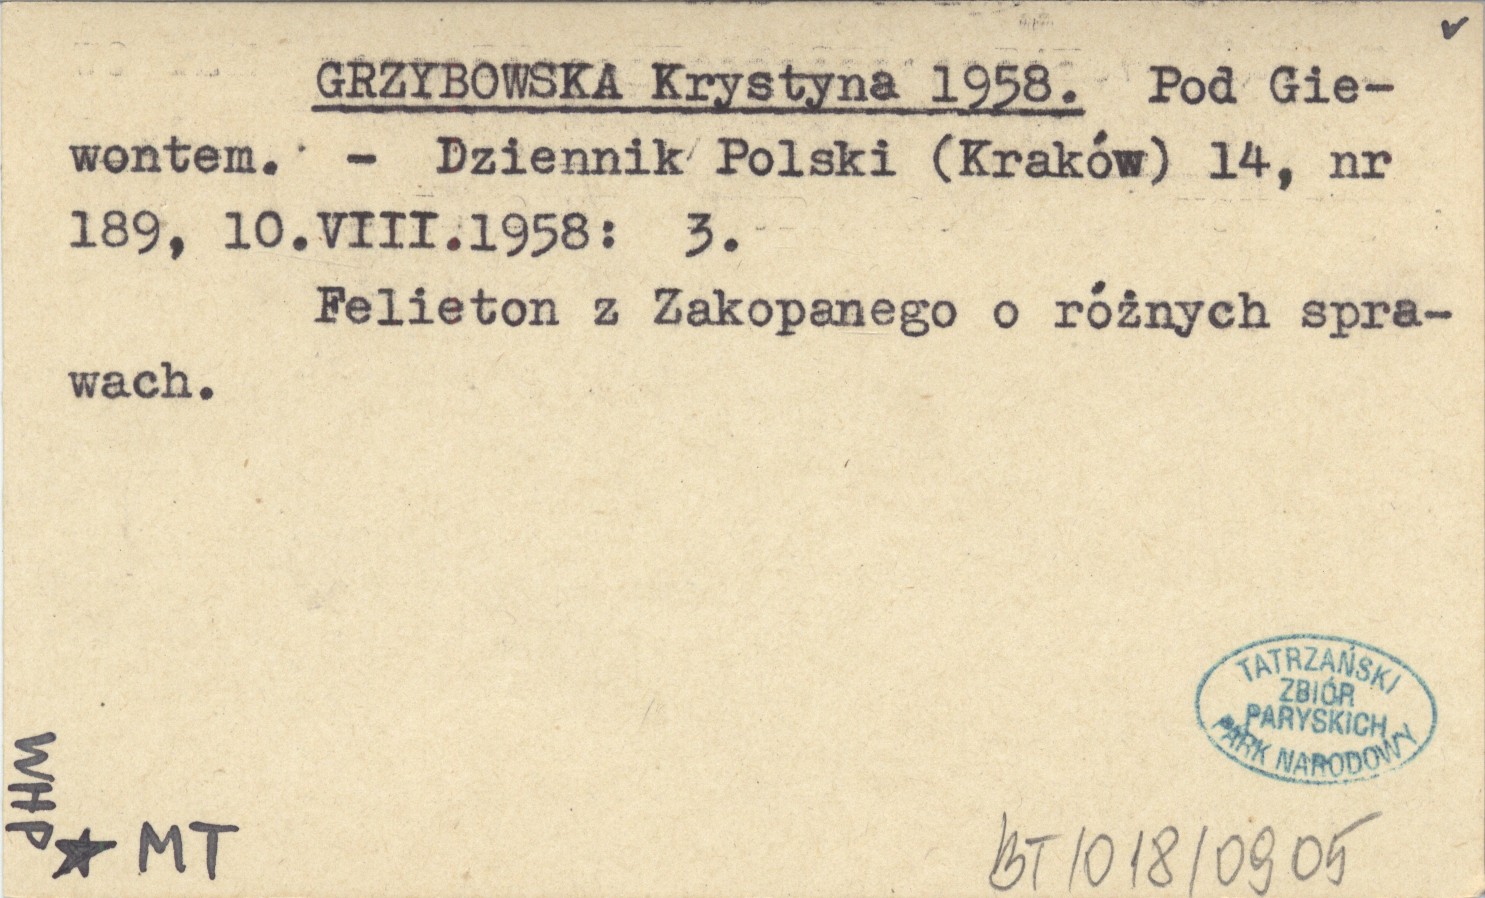 GRZYBOWSKA Krystyna 1958. Pod Gie-
wontem. - Dziennik Polski (Kraków) 14, nr
189, 10.VIII.1958: 3.
Felieton z Zakopanego o różnych spra-
wach.
TATRZAŃSKI
ZBIÓR
PARYSKICH
PARK NARODOWY
WHP
★ MT
BT/018/0905